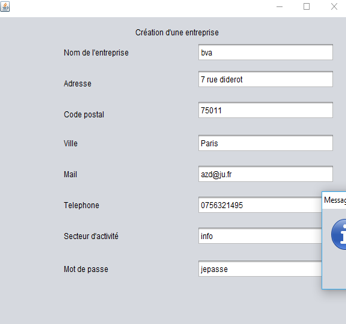 Création d'une entreprise
Nom de l'entreprise bva
Adresse 7 rue diderot
Code postal 75011
Ville Paris
Mail azd@ju.fr
Telephone 0756321495
Messag
Secteur d'activité info
Mot de passe jepasse